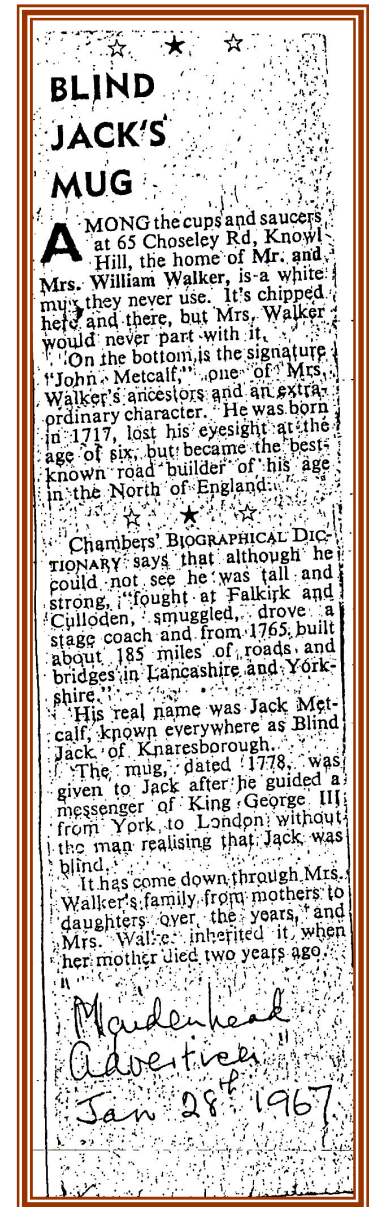 BLIND
JACK'S
MUG
AMONG the cups and saucers
at 65 Choseley Rd, Knowl
Hill, the home of Mr. and
Mrs. William Walker, is a white
mug they never use. It's chipped
here and there, but Mrs. Walker
would never part with it.
On the bottom is the signature
"John Metcalf," one of Mrs.
Walker's ancestors and an extra-
ordinary character. He was born
in 1717, lost his eyesight at the
age of six, but became the best-
known road builder of his age
in the North of England.
Chambers' BIOGRAPHICAL DIC-
TIONARY says that although he
could not see he was tall and
strong, "fought at Falkirk and
Culloden, smuggled, drove a
stage coach and from 1765 built
about 185 miles of roads and
bridges in Lancashire and York-
shire."
His real name was Jack Met-
calf, known everywhere as Blind
Jack of Knaresborough.
The mug, dated 1778, was
given to Jack after he guided a
messenger of King George III
from York to London without
the man realising that Jack was
blind.
It has come down through Mrs.
Walker's family from mothers to
daughters over the years, and
Mrs. Walker inherited it when
her mother died two years ago.
Maidenhead
Advertiser
Jan 28th 1967.